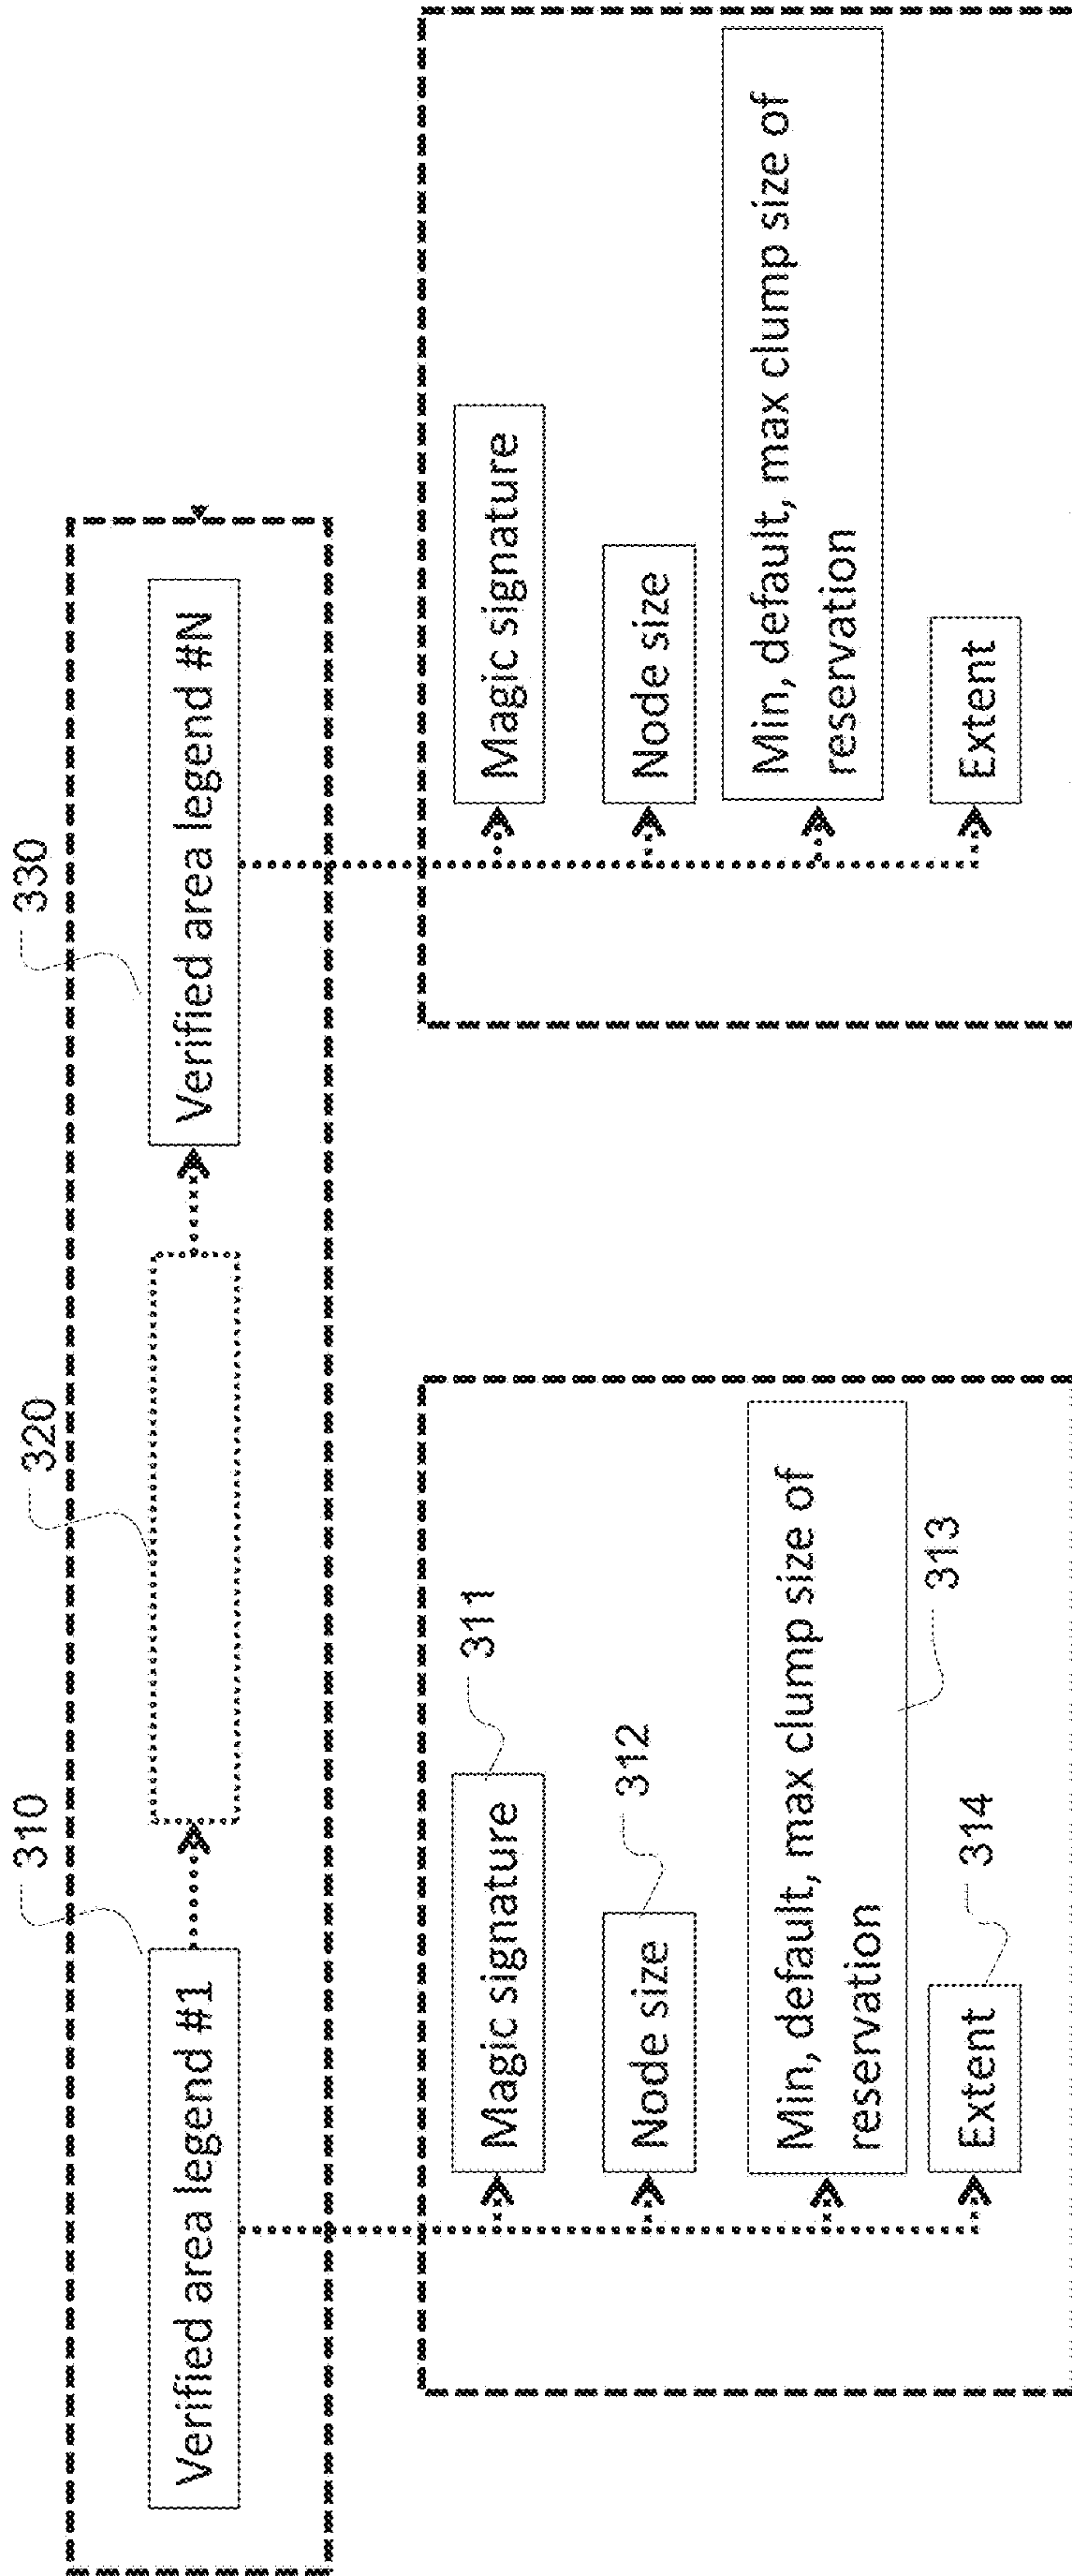 310
320
330
Verified area legend #1
Verified area legend #N
Magic signature
311
Node size
312
Min, default, max clump size of
reservation
313
Extent
314
Magic signature
Node size
Min, default, max clump size of
reservation
Extent